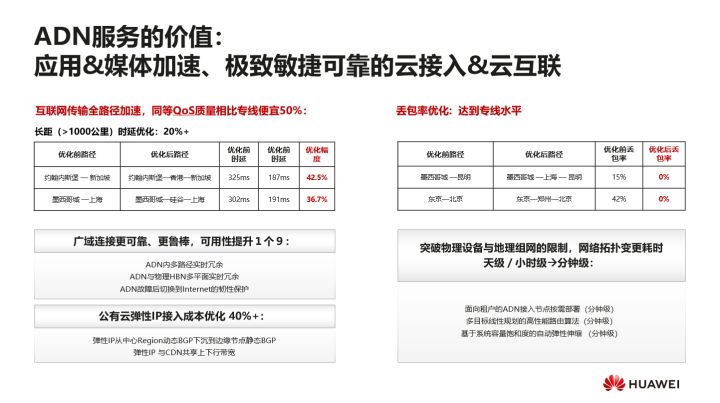 ADN服务的价值：
应用&媒体加速、极致敏捷可靠的云接入&云互联
互联网传输全路径加速，同等QoS质量相比专线便宜50%：
长距（>1000公里）时延优化：20%+
优化前路径 优化后路径 优化前时延 优化前时延 优化幅度
约翰内斯堡 — 新加坡 约翰内斯堡—香港—新加坡 325ms 187ms 42.5%
墨西哥城 —上海 墨西哥城—硅谷—上海 302ms 191ms 36.7%
广域连接更可靠、更鲁棒，可用性提升１个９：
ADN内多路径实时冗余
ADN与物理HBN多平面实时冗余
ADN故障后切换到Internet的韧性保护
公有云弹性IP接入成本优化 40%+：
弹性IP从中心Region动态BGP下沉到边缘节点静态BGP
弹性IP 与CDN共享上下行带宽
丢包率优化：达到专线水平
优化前路径 优化后路径 优化前丢包率 优化后丢包率
墨西哥城 —昆明 墨西哥城 —上海 — 昆明 15% 0%
东京—北京 东京—郑州—北京 42% 0%
突破物理设备与地理组网的限制，网络拓扑变更耗时
天级 / 小时级→分钟级：
面向租户的ADN接入节点按需部署（分钟级）
多目标线性规划的高性能路由算法（分钟级）
基于系统容量饱和度的自动弹性伸缩 （分钟级）
HUAWEI